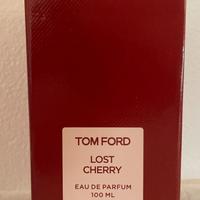 TOM FORD
LOST
CHERRY
EAU DE PARFUM
100 ML